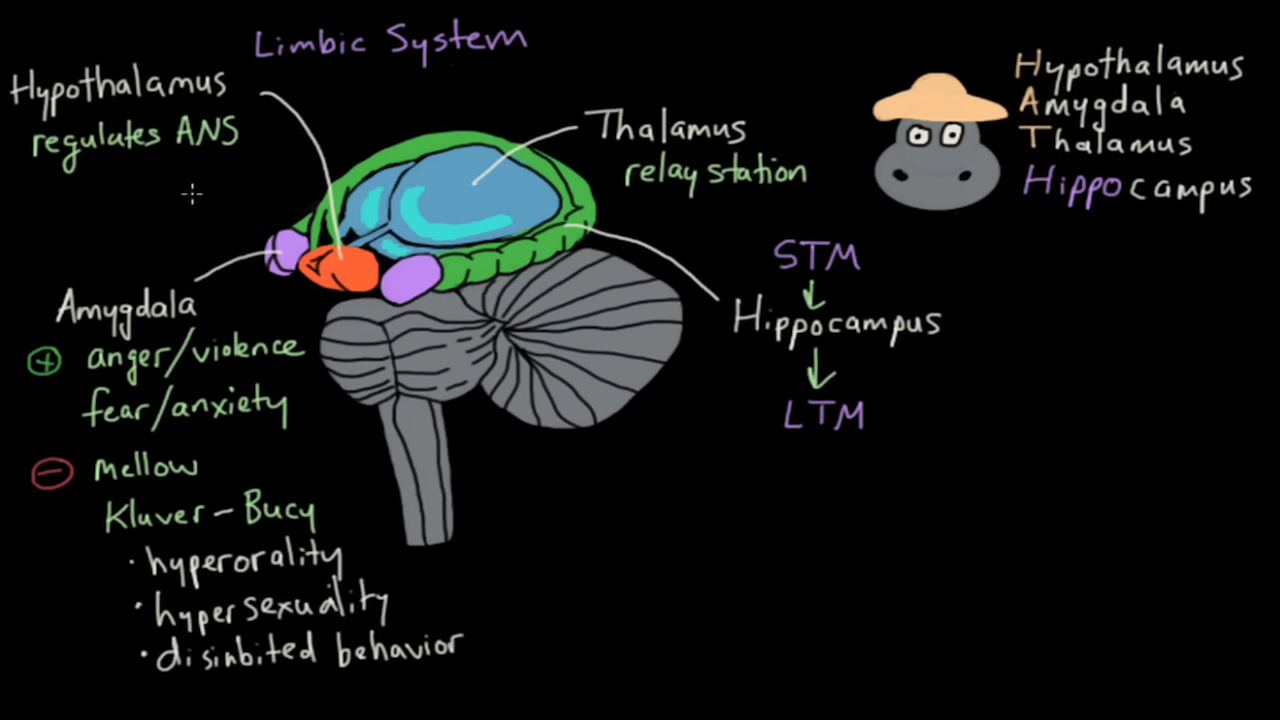 Limbic System
Hypothalamus
regulates ANS
Thalamus
relay station
Amygdala
+ anger/violence
fear/anxiety
- mellow
Kluver-Bucy
· hyperorality
· hypersexuality
· disinbited behavior
STM
↓
Hippocampus
↓
LTM
Hypothalamus
Amygdala
Thalamus
Hippocampus